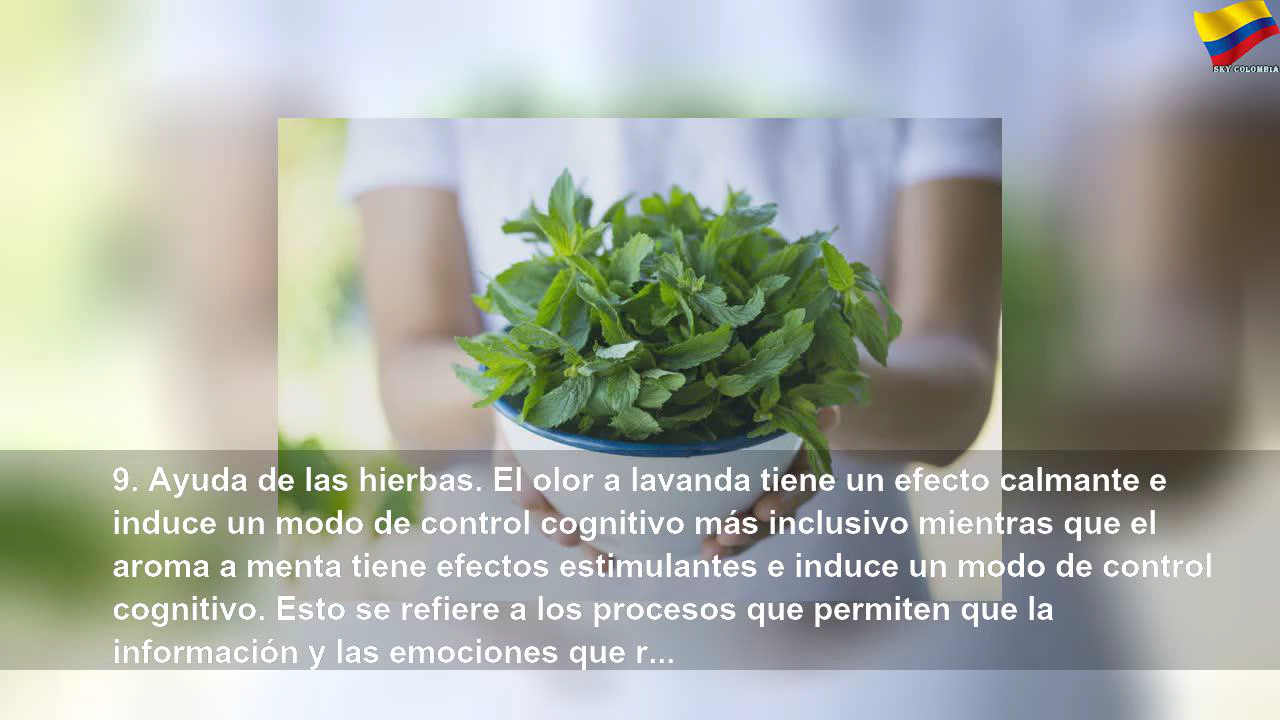 SKY COLOMBIA
9. Ayuda de las hierbas. El olor a lavanda tiene un efecto calmante e
induce un modo de control cognitivo más inclusivo mientras que el
aroma a menta tiene efectos estimulantes e induce un modo de control
cognitivo. Esto se refiere a los procesos que permiten que la
información y las emociones que r...